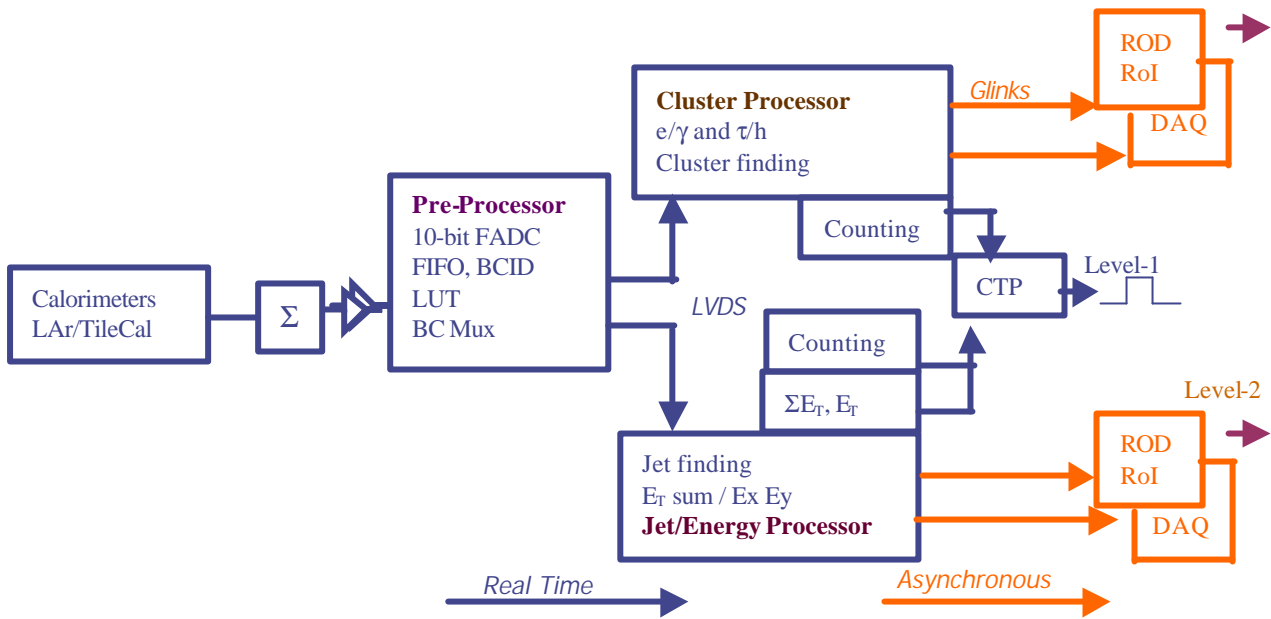 ROD
RoI
DAQ
Glinks
Cluster Processor
e/γ and τ/h
Cluster finding
Counting
Pre-Processor
10-bit FADC
FIFO, BCID
LUT
BC Mux
Calorimeters
LAr/TileCal
Σ
LVDS
CTP
Level-1
Counting
ΣE_T, E_T
Level-2
Jet finding
E_T sum / Ex Ey
Jet/Energy Processor
ROD
RoI
DAQ
Real Time
Asynchronous